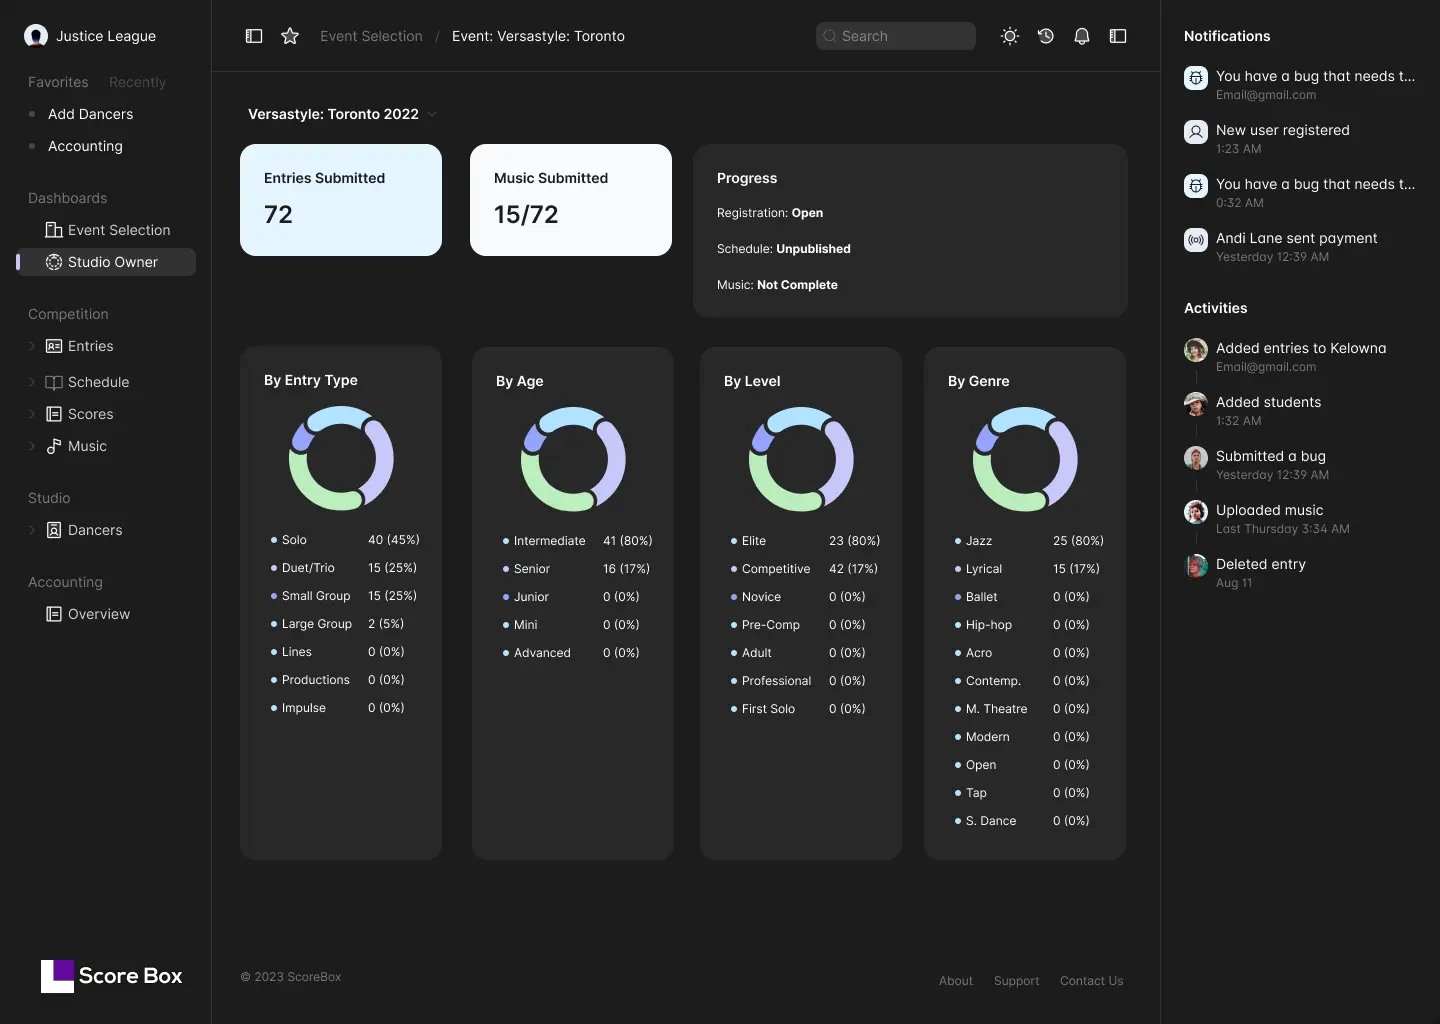 Justice League
Favorites Recently
Add Dancers
Accounting
Dashboards
Event Selection
Studio Owner
Competition
Entries
Schedule
Scores
Music
Studio
Dancers
Accounting
Overview
Score Box
Event Selection / Event: Versastyle: Toronto
Search
Versastyle: Toronto 2022
Entries Submitted
72
Music Submitted
15/72
Progress
Registration: Open
Schedule: Unpublished
Music: Not Complete
By Entry Type
Solo 40 (45%)
Duet/Trio 15 (25%)
Small Group 15 (25%)
Large Group 2 (5%)
Lines 0 (0%)
Productions 0 (0%)
Impulse 0 (0%)
By Age
Intermediate 41 (80%)
Senior 16 (17%)
Junior 0 (0%)
Mini 0 (0%)
Advanced 0 (0%)
By Level
Elite 23 (80%)
Competitive 42 (17%)
Novice 0 (0%)
Pre-Comp 0 (0%)
Adult 0 (0%)
Professional 0 (0%)
First Solo 0 (0%)
By Genre
Jazz 25 (80%)
Lyrical 15 (17%)
Ballet 0 (0%)
Hip-hop 0 (0%)
Acro 0 (0%)
Contemp. 0 (0%)
M. Theatre 0 (0%)
Modern 0 (0%)
Open 0 (0%)
Tap 0 (0%)
S. Dance 0 (0%)
© 2023 ScoreBox
About Support Contact Us
Notifications
You have a bug that needs t...
Email@gmail.com
New user registered
1:23 AM
You have a bug that needs t...
0:32 AM
Andi Lane sent payment
Yesterday 12:39 AM
Activities
Added entries to Kelowna
Email@gmail.com
Added students
1:32 AM
Submitted a bug
Yesterday 12:39 AM
Uploaded music
Last Thursday 3:34 AM
Deleted entry
Aug 11